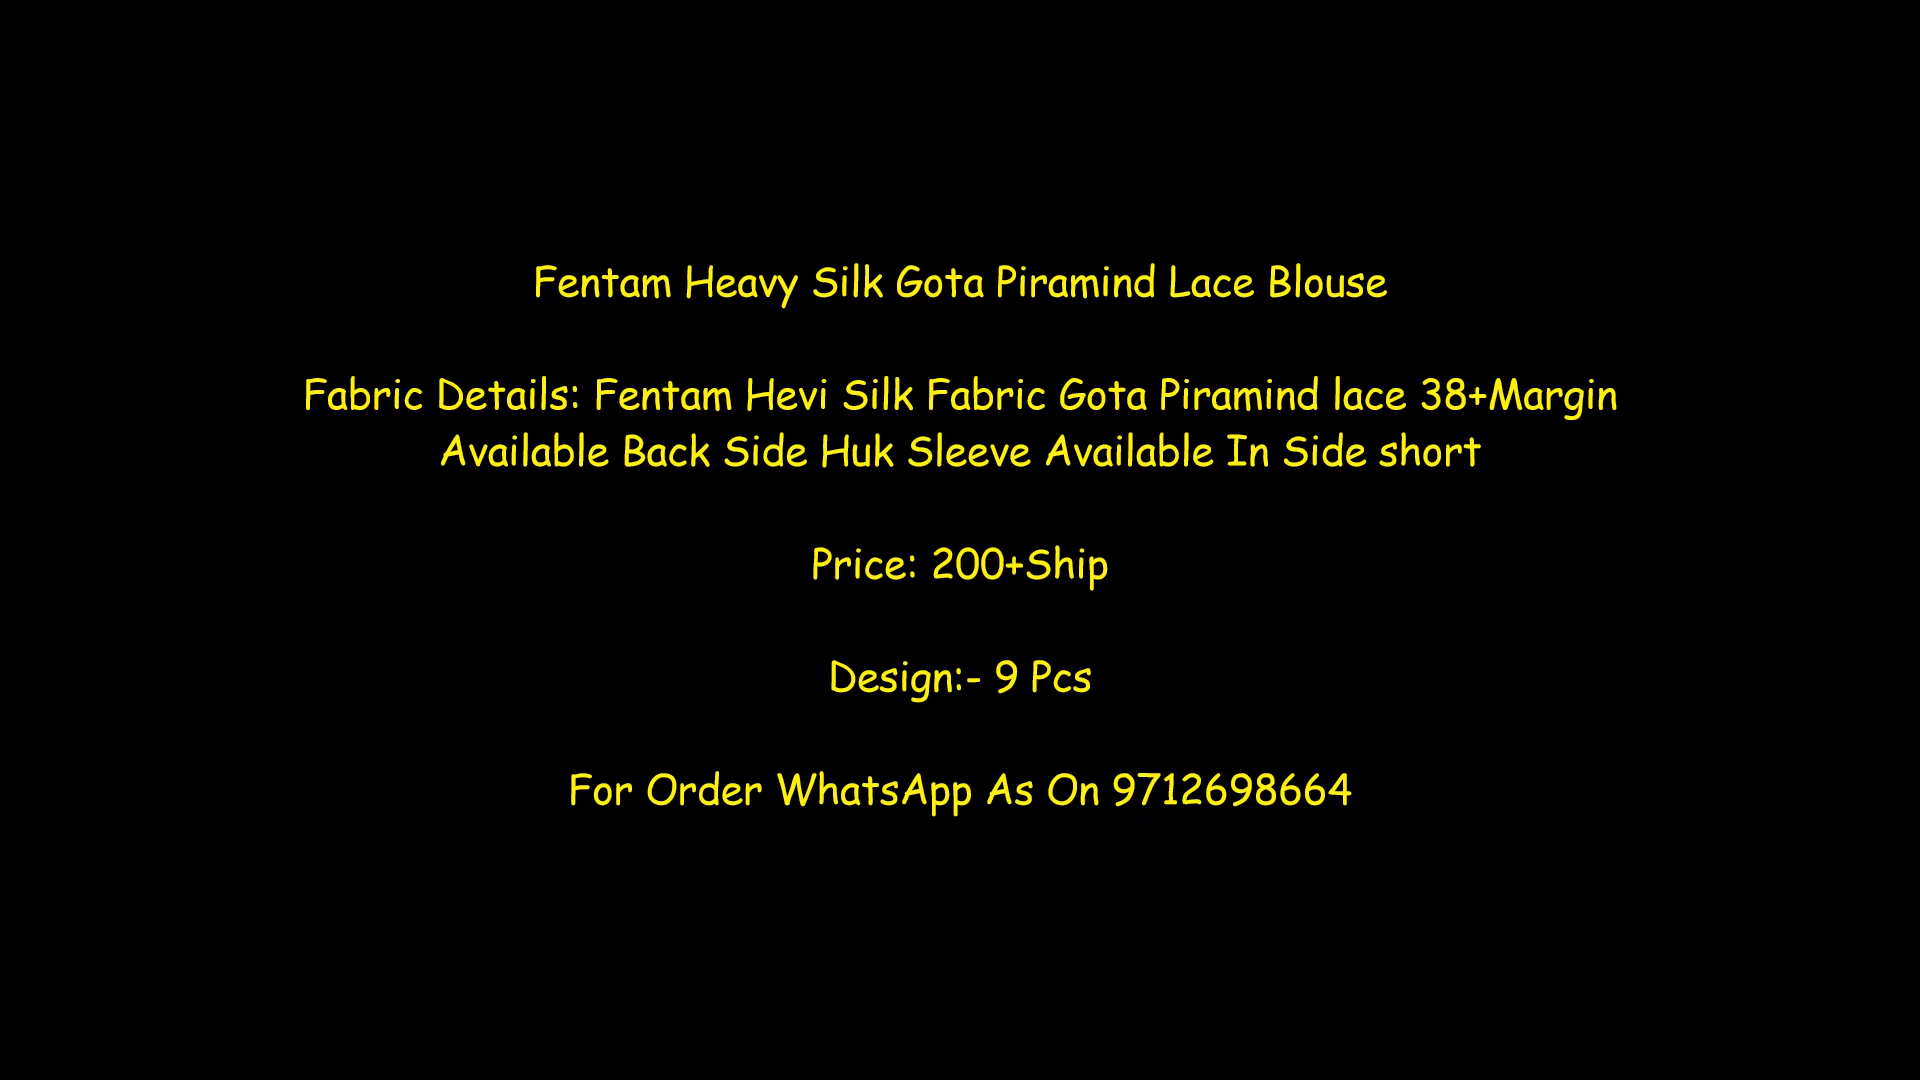 Fentam Heavy Silk Gota Piramind Lace Blouse
Fabric Details: Fentam Hevi Silk Fabric Gota Piramind lace 38+Margin
Available Back Side Huk Sleeve Available In Side short
Price: 200+Ship
Design:- 9 Pcs
For Order WhatsApp As On 9712698664